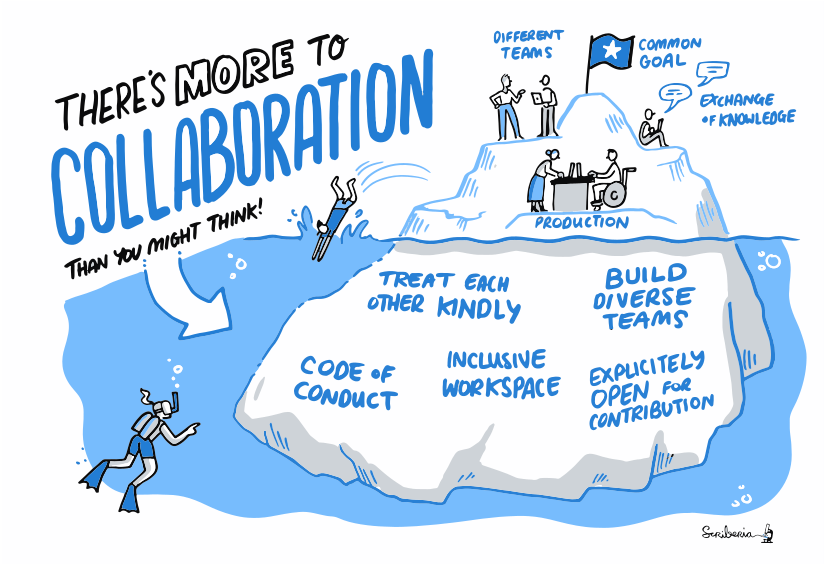 THERE'S MORE TO
COLLABORATION
THAN YOU MIGHT THINK!
DIFFERENT
TEAMS
COMMON
GOAL
EXCHANGE
OF KNOWLEDGE
PRODUCTION
TREAT EACH
OTHER KINDLY
BUILD
DIVERSE
TEAMS
CODE OF
CONDUCT
INCLUSIVE
WORKSPACE
EXPLICITELY
OPEN FOR
CONTRIBUTION
Scriberia